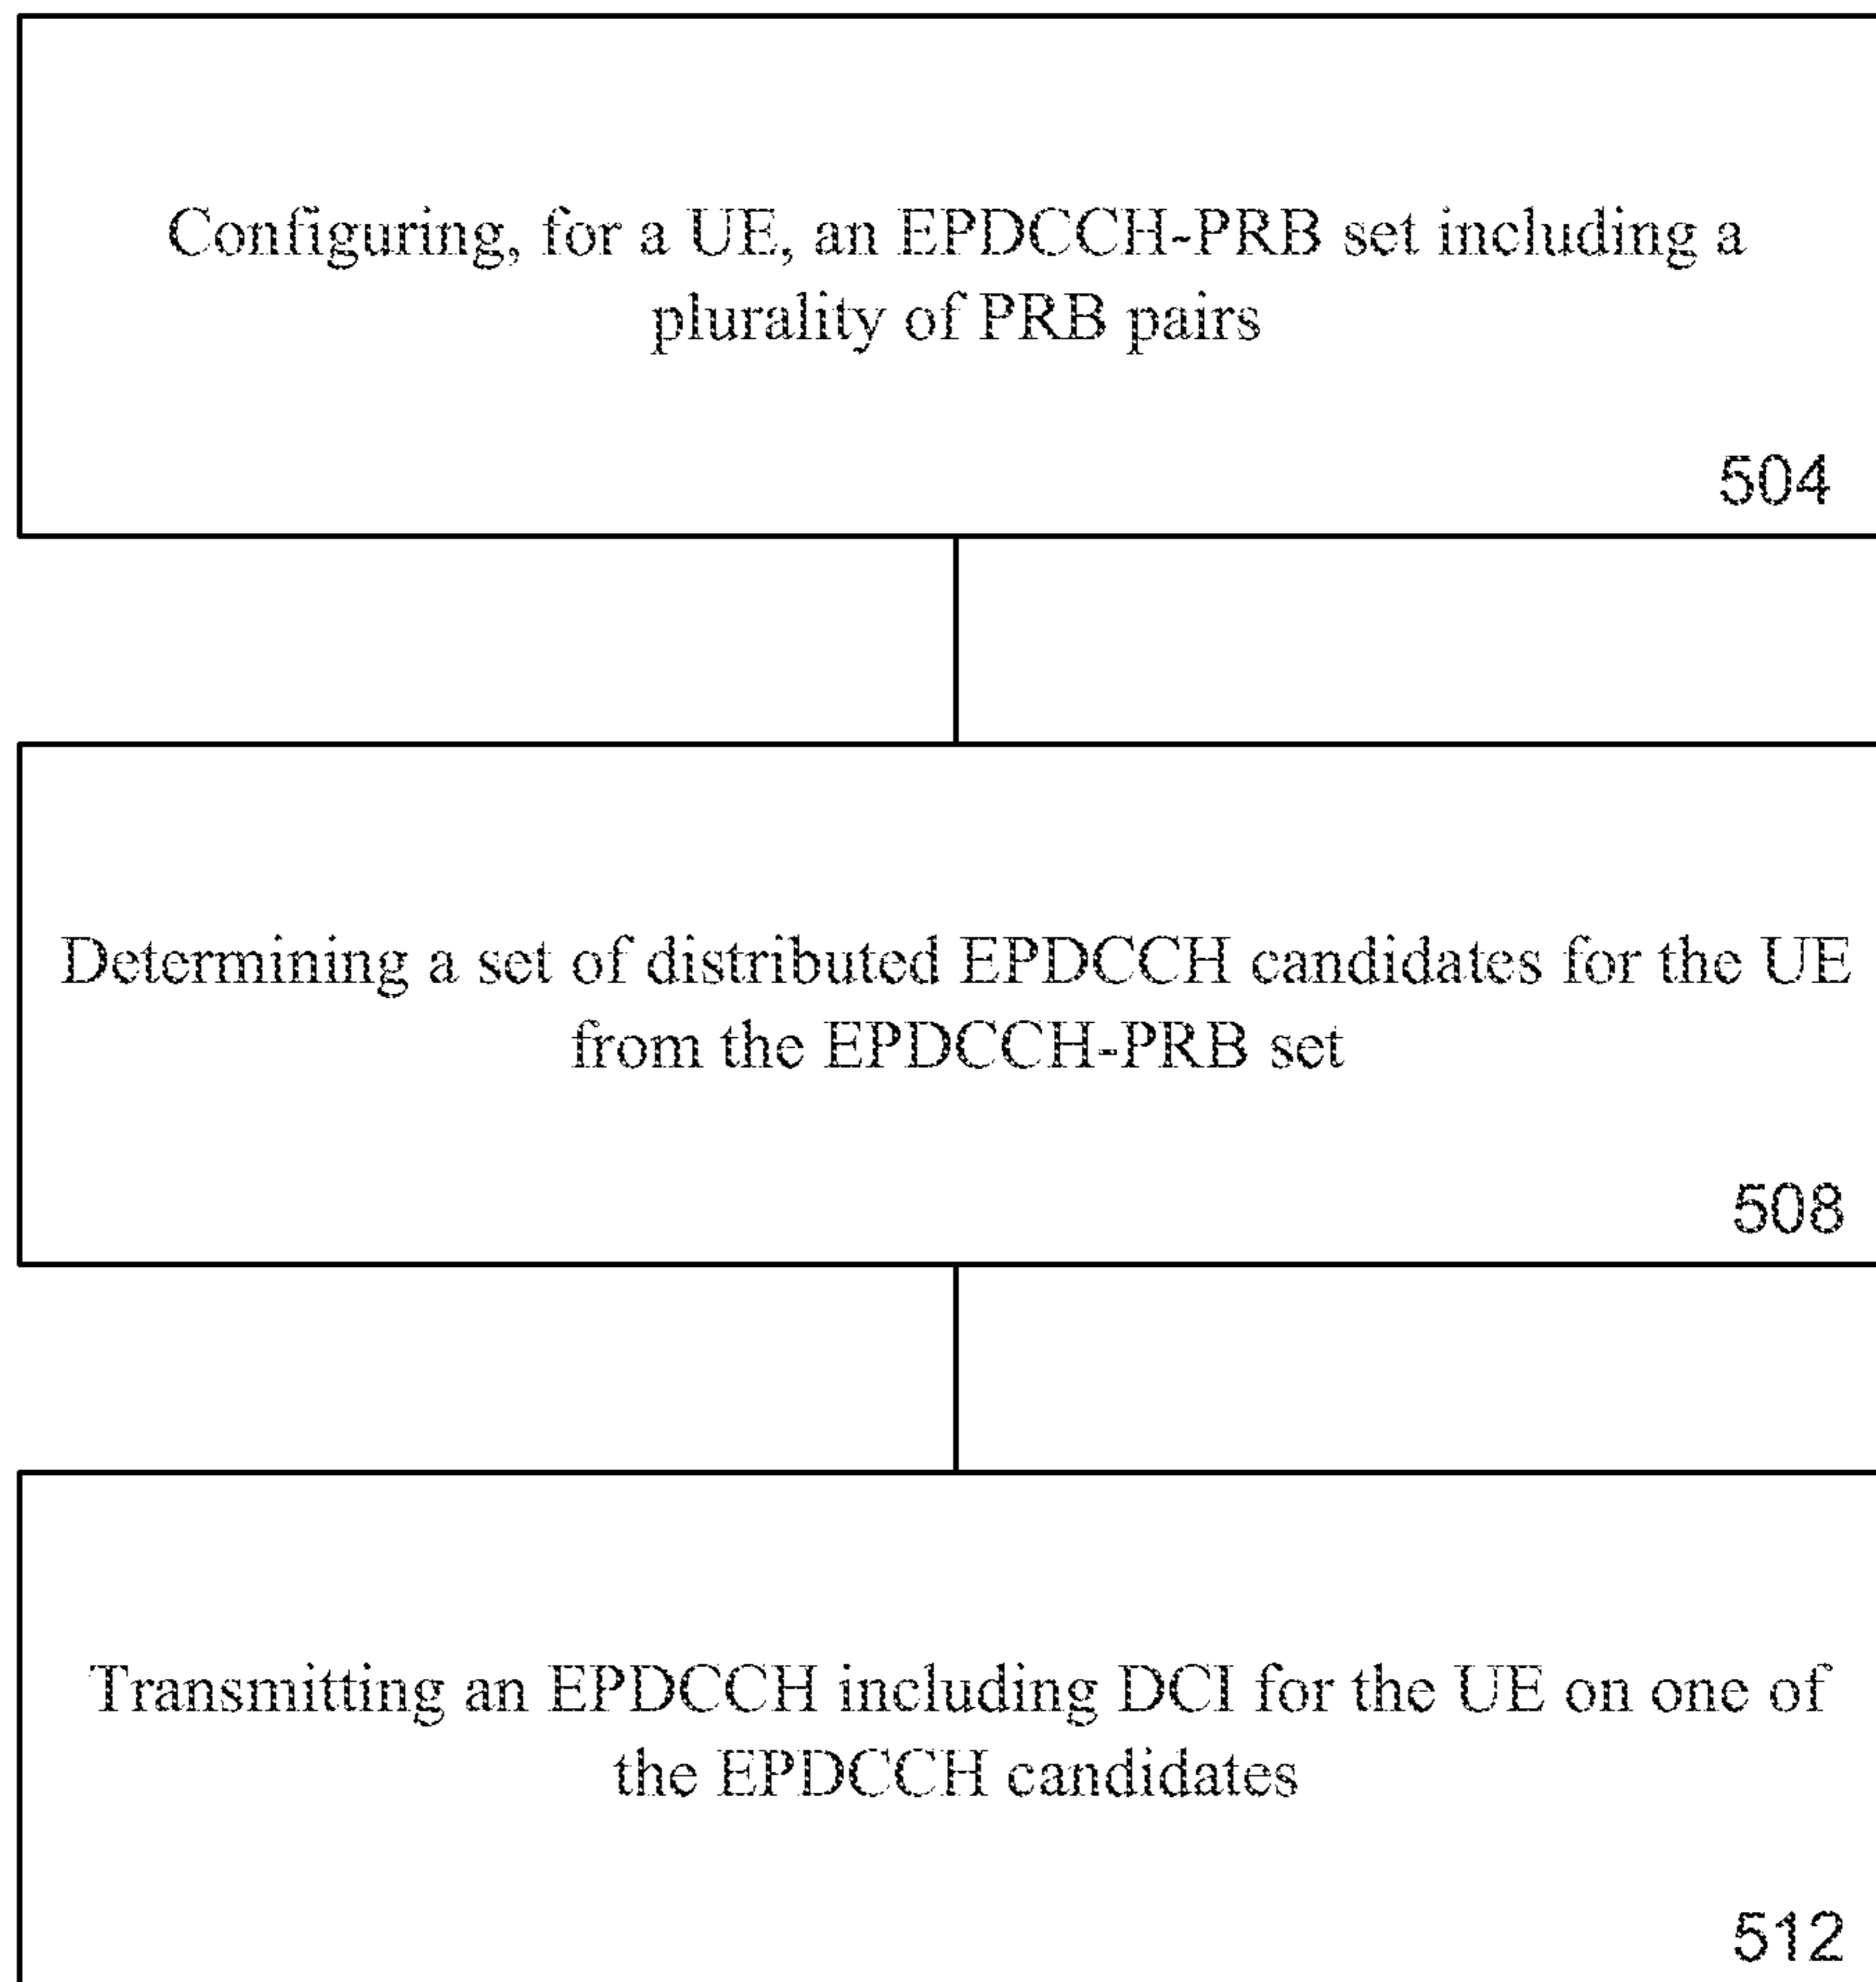 Configuring, for a UE, an EPDCCH-PRB set including a
plurality of PRB pairs
504
Determining a set of distributed EPDCCH candidates for the UE
from the EPDCCH-PRB set
508
Transmitting an EPDCCH including DCI for the UE on one of
the EPDCCH candidates
512